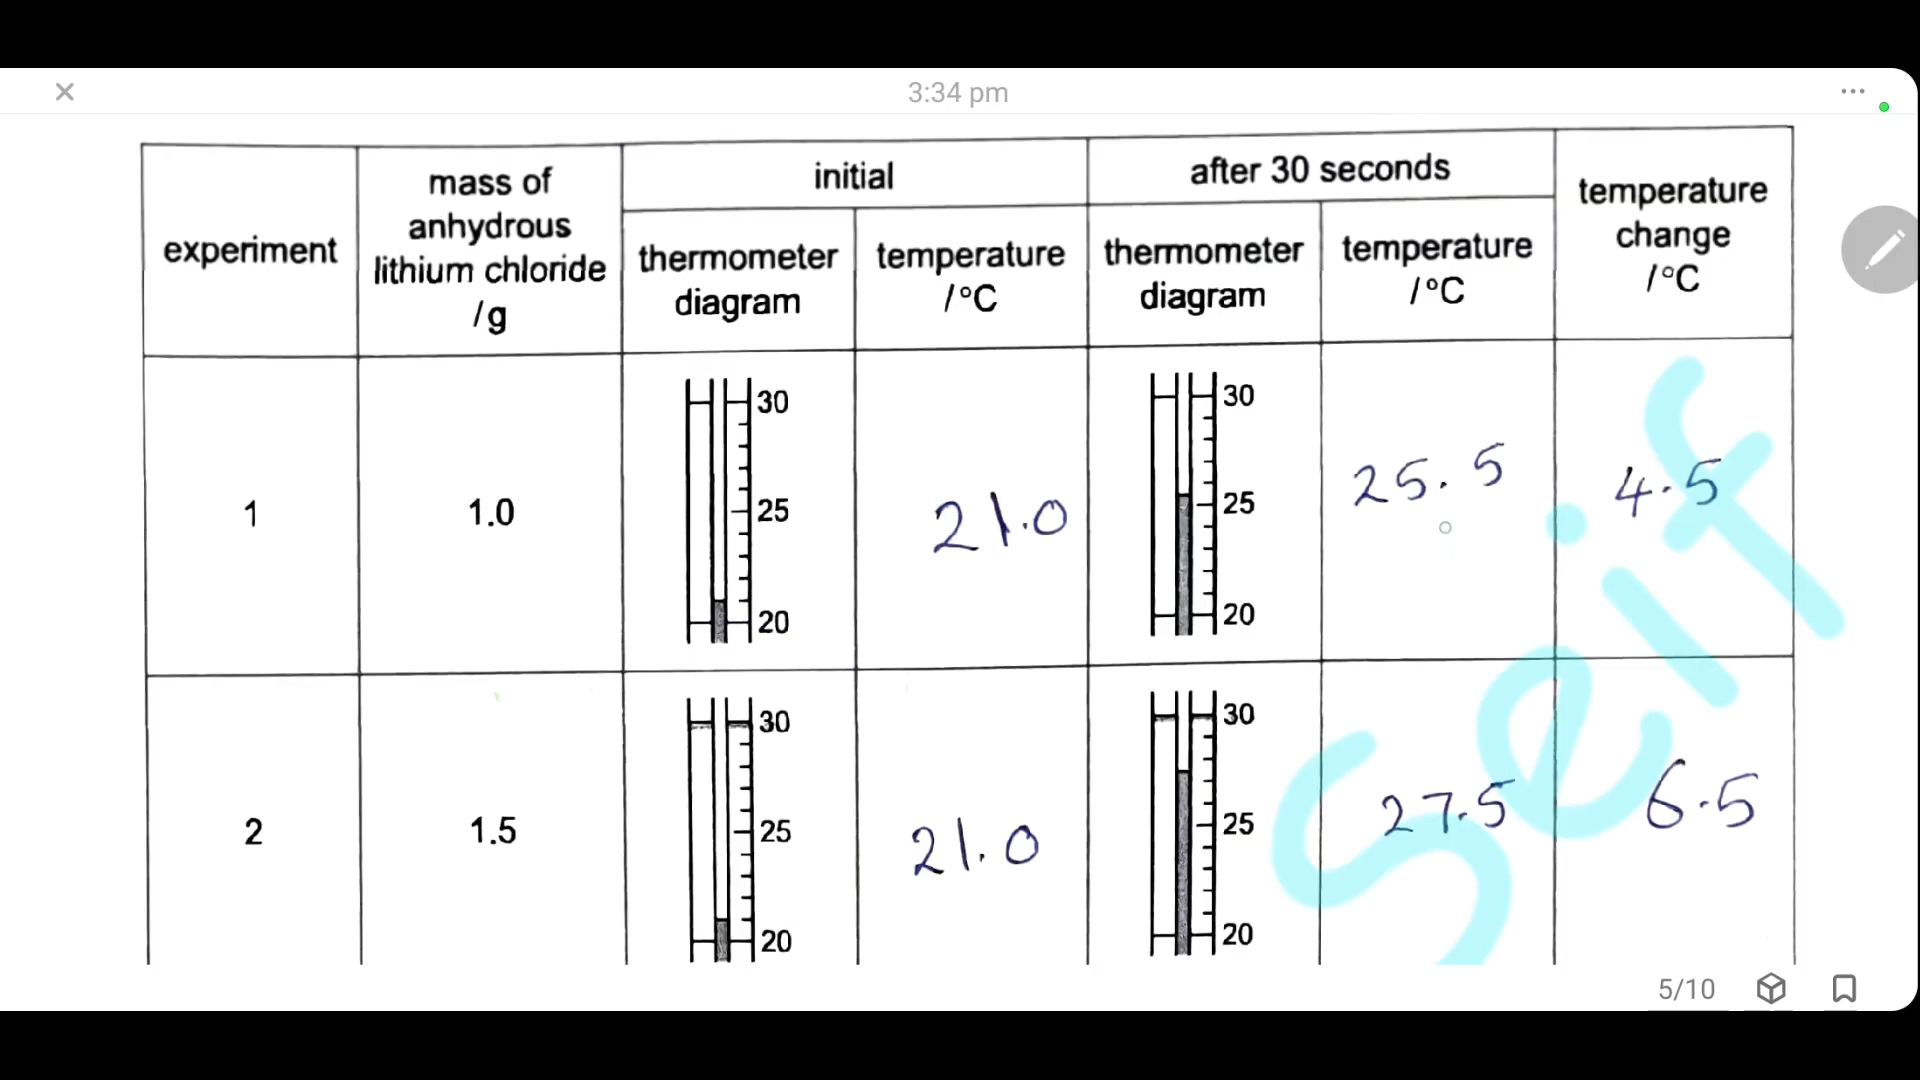 3:34 pm
experiment
mass of
anhydrous
lithium chloride
/g
initial
after 30 seconds
temperature
change
/°C
thermometer
diagram
temperature
/°C
thermometer
diagram
temperature
/°C
1
1.0
30
25
20
21.0
30
25
20
25.5
4.5
2
1.5
30
25
20
21.0
30
25
20
27.5
6.5
Seif
5/10